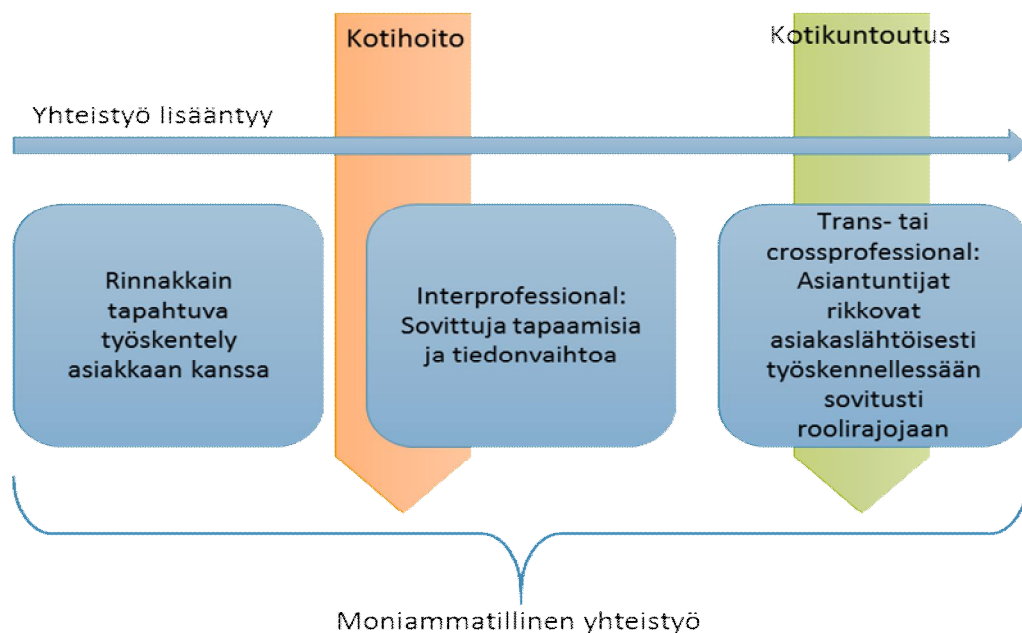 Kotihoito
Kotikuntoutus
Yhteistyö lisääntyy
Rinnakkain
tapahtuva
työskentely
asiakkaan kanssa
Interprofessional:
Sovittuja tapaamisia
ja tiedonvaihtoa
Trans- tai
crossprofessional:
Asiantuntijat
rikkovat
asiakaslähtöisesti
työskennellessään
sovitusti
roolirajojaan
Moniammatillinen yhteistyö